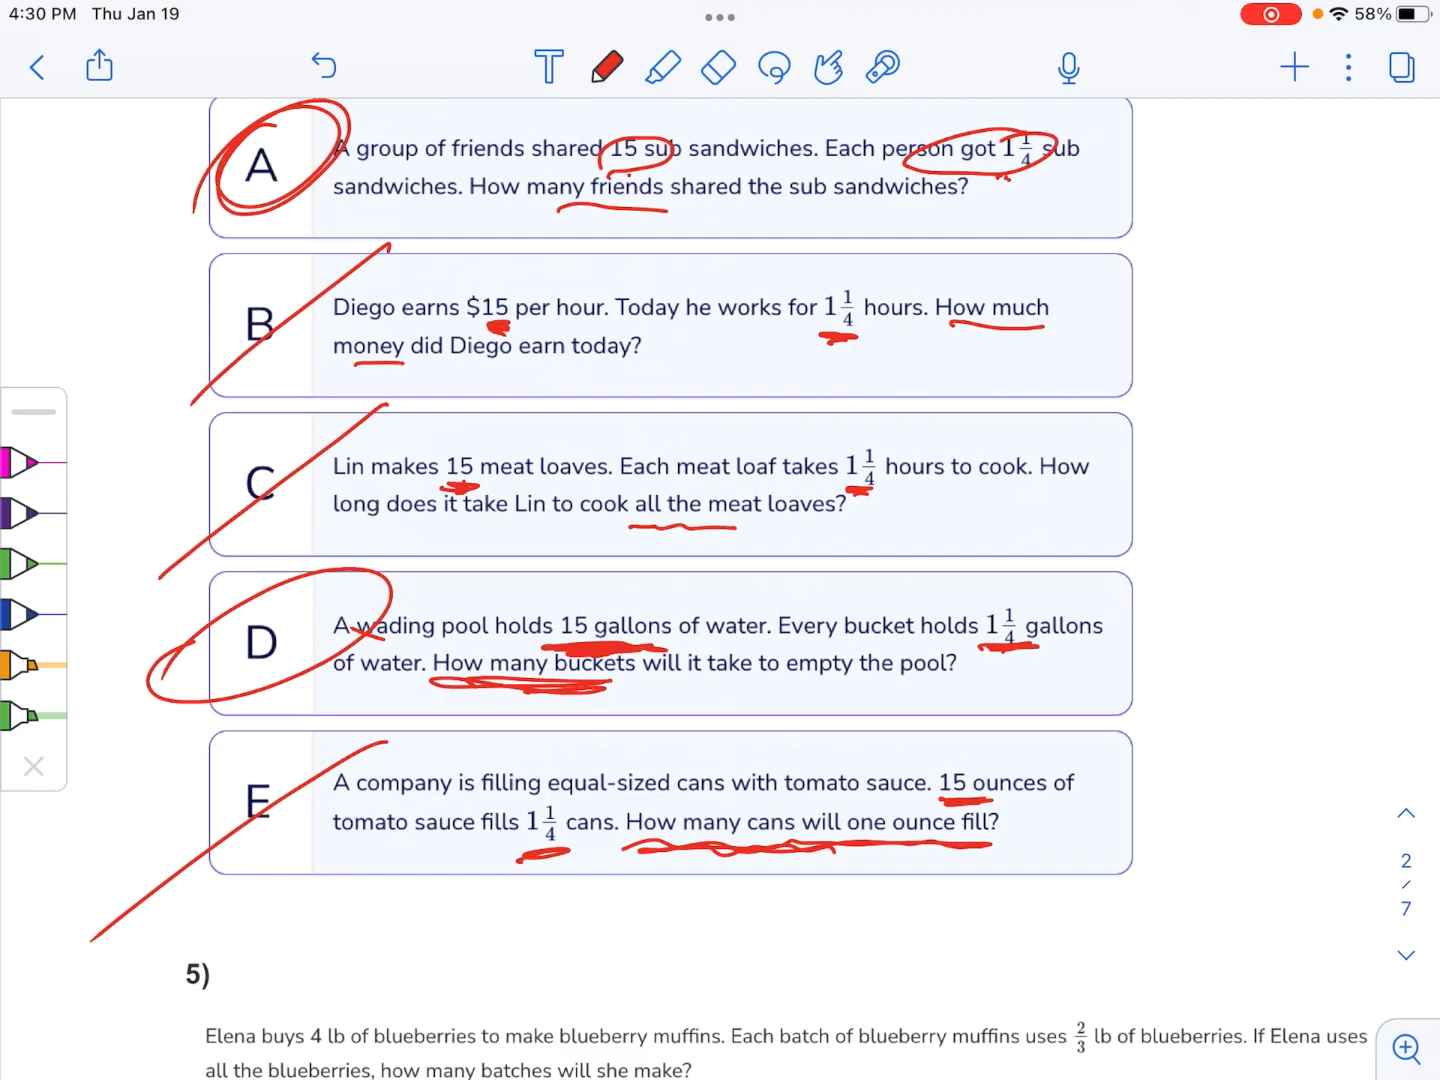 4:30 PM Thu Jan 19
58%
A
A group of friends shared 15 sub sandwiches. Each person got 1 1/4 sub
sandwiches. How many friends shared the sub sandwiches?
B
Diego earns $15 per hour. Today he works for 1 1/4 hours. How much
money did Diego earn today?
C
Lin makes 15 meat loaves. Each meat loaf takes 1 1/4 hours to cook. How
long does it take Lin to cook all the meat loaves?
D
A wading pool holds 15 gallons of water. Every bucket holds 1 1/4 gallons
of water. How many buckets will it take to empty the pool?
E
A company is filling equal-sized cans with tomato sauce. 15 ounces of
tomato sauce fills 1 1/4 cans. How many cans will one ounce fill?
2
/
7
5)
Elena buys 4 lb of blueberries to make blueberry muffins. Each batch of blueberry muffins uses 2/3 lb of blueberries. If Elena uses
all the blueberries, how many batches will she make?